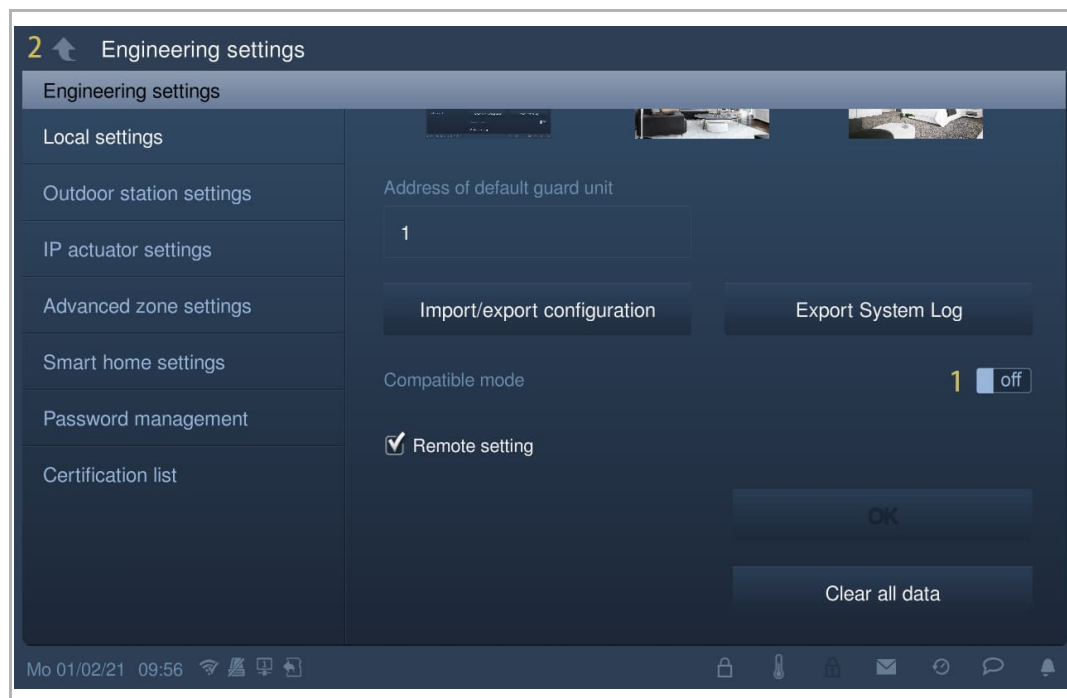 2 Engineering settings
Engineering settings
Local settings
Outdoor station settings
IP actuator settings
Advanced zone settings
Smart home settings
Password management
Certification list
Address of default guard unit
1
Import/export configuration
Export System Log
Compatible mode
1 off
Remote setting
OK
Clear all data
Mo 01/02/21 09:56